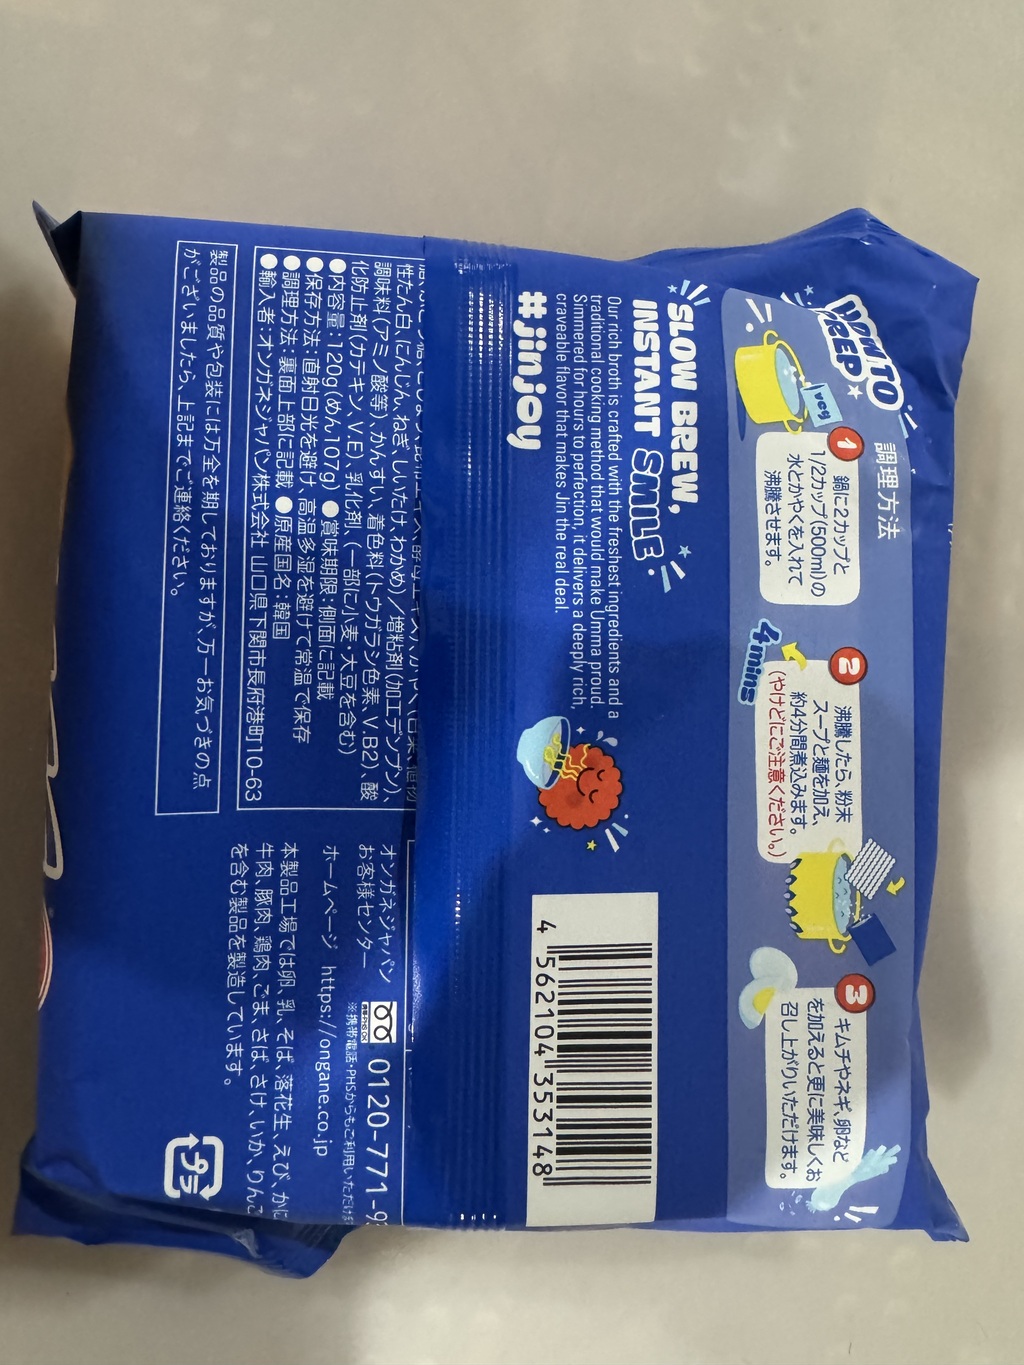 HOW TO
PREP
調理方法
veg
1
鍋に2カップと
1/2カップ(500ml)の
水とかやくを入れて
沸騰させます。
4mins
2
沸騰したら、粉末
スープと麺を加え、
約4分間煮込みます。
(やけどにご注意ください。)
3
キムチやネギ、卵など
を加えると更に美味しくお
召し上がりいただけます。
SLOW BREW,
INSTANT SMILE
Our rich broth is crafted with the freshest ingredients and a
traditional cooking method that would make Umma proud.
Simmered for hours to perfection, it delivers a deeply rich,
craveable flavor that makes Jin the real deal.
#jinjoy
4 562104 353148
性たん白、にんじん、ねぎ、しいたけ、わかめ)／増粘剤(加工デンプン)、
調味料(アミノ酸等)、かんすい、着色料(トウガラシ色素、V.B2)、酸
化防止剤(カテキン、V.E)、乳化剤、(一部に小麦・大豆を含む)
●内容量:120g(めん107g) ●賞味期限:側面に記載
●保存方法:直射日光を避け、高温多湿を避けて常温で保存
●調理方法:裏面上部に記載 ●原産国名:韓国
●輸入者:オンガネジャパン株式会社 山口県下関市長府港町10-63
製品の品質や包装には万全を期しておりますが、万一お気づきの点
がございましたら、上記までご連絡ください。
オンガネジャパン
お客様センター
0120-771-9
※携帯電話・PHSからもご利用いただけま
ホームページ https://ongane.co.jp
本製品工場では卵、乳、そば、落花生、えび、かに
牛肉、豚肉、鶏肉、ごま、さば、さけ、いか、りんご
を含む製品を製造しています。
プラ